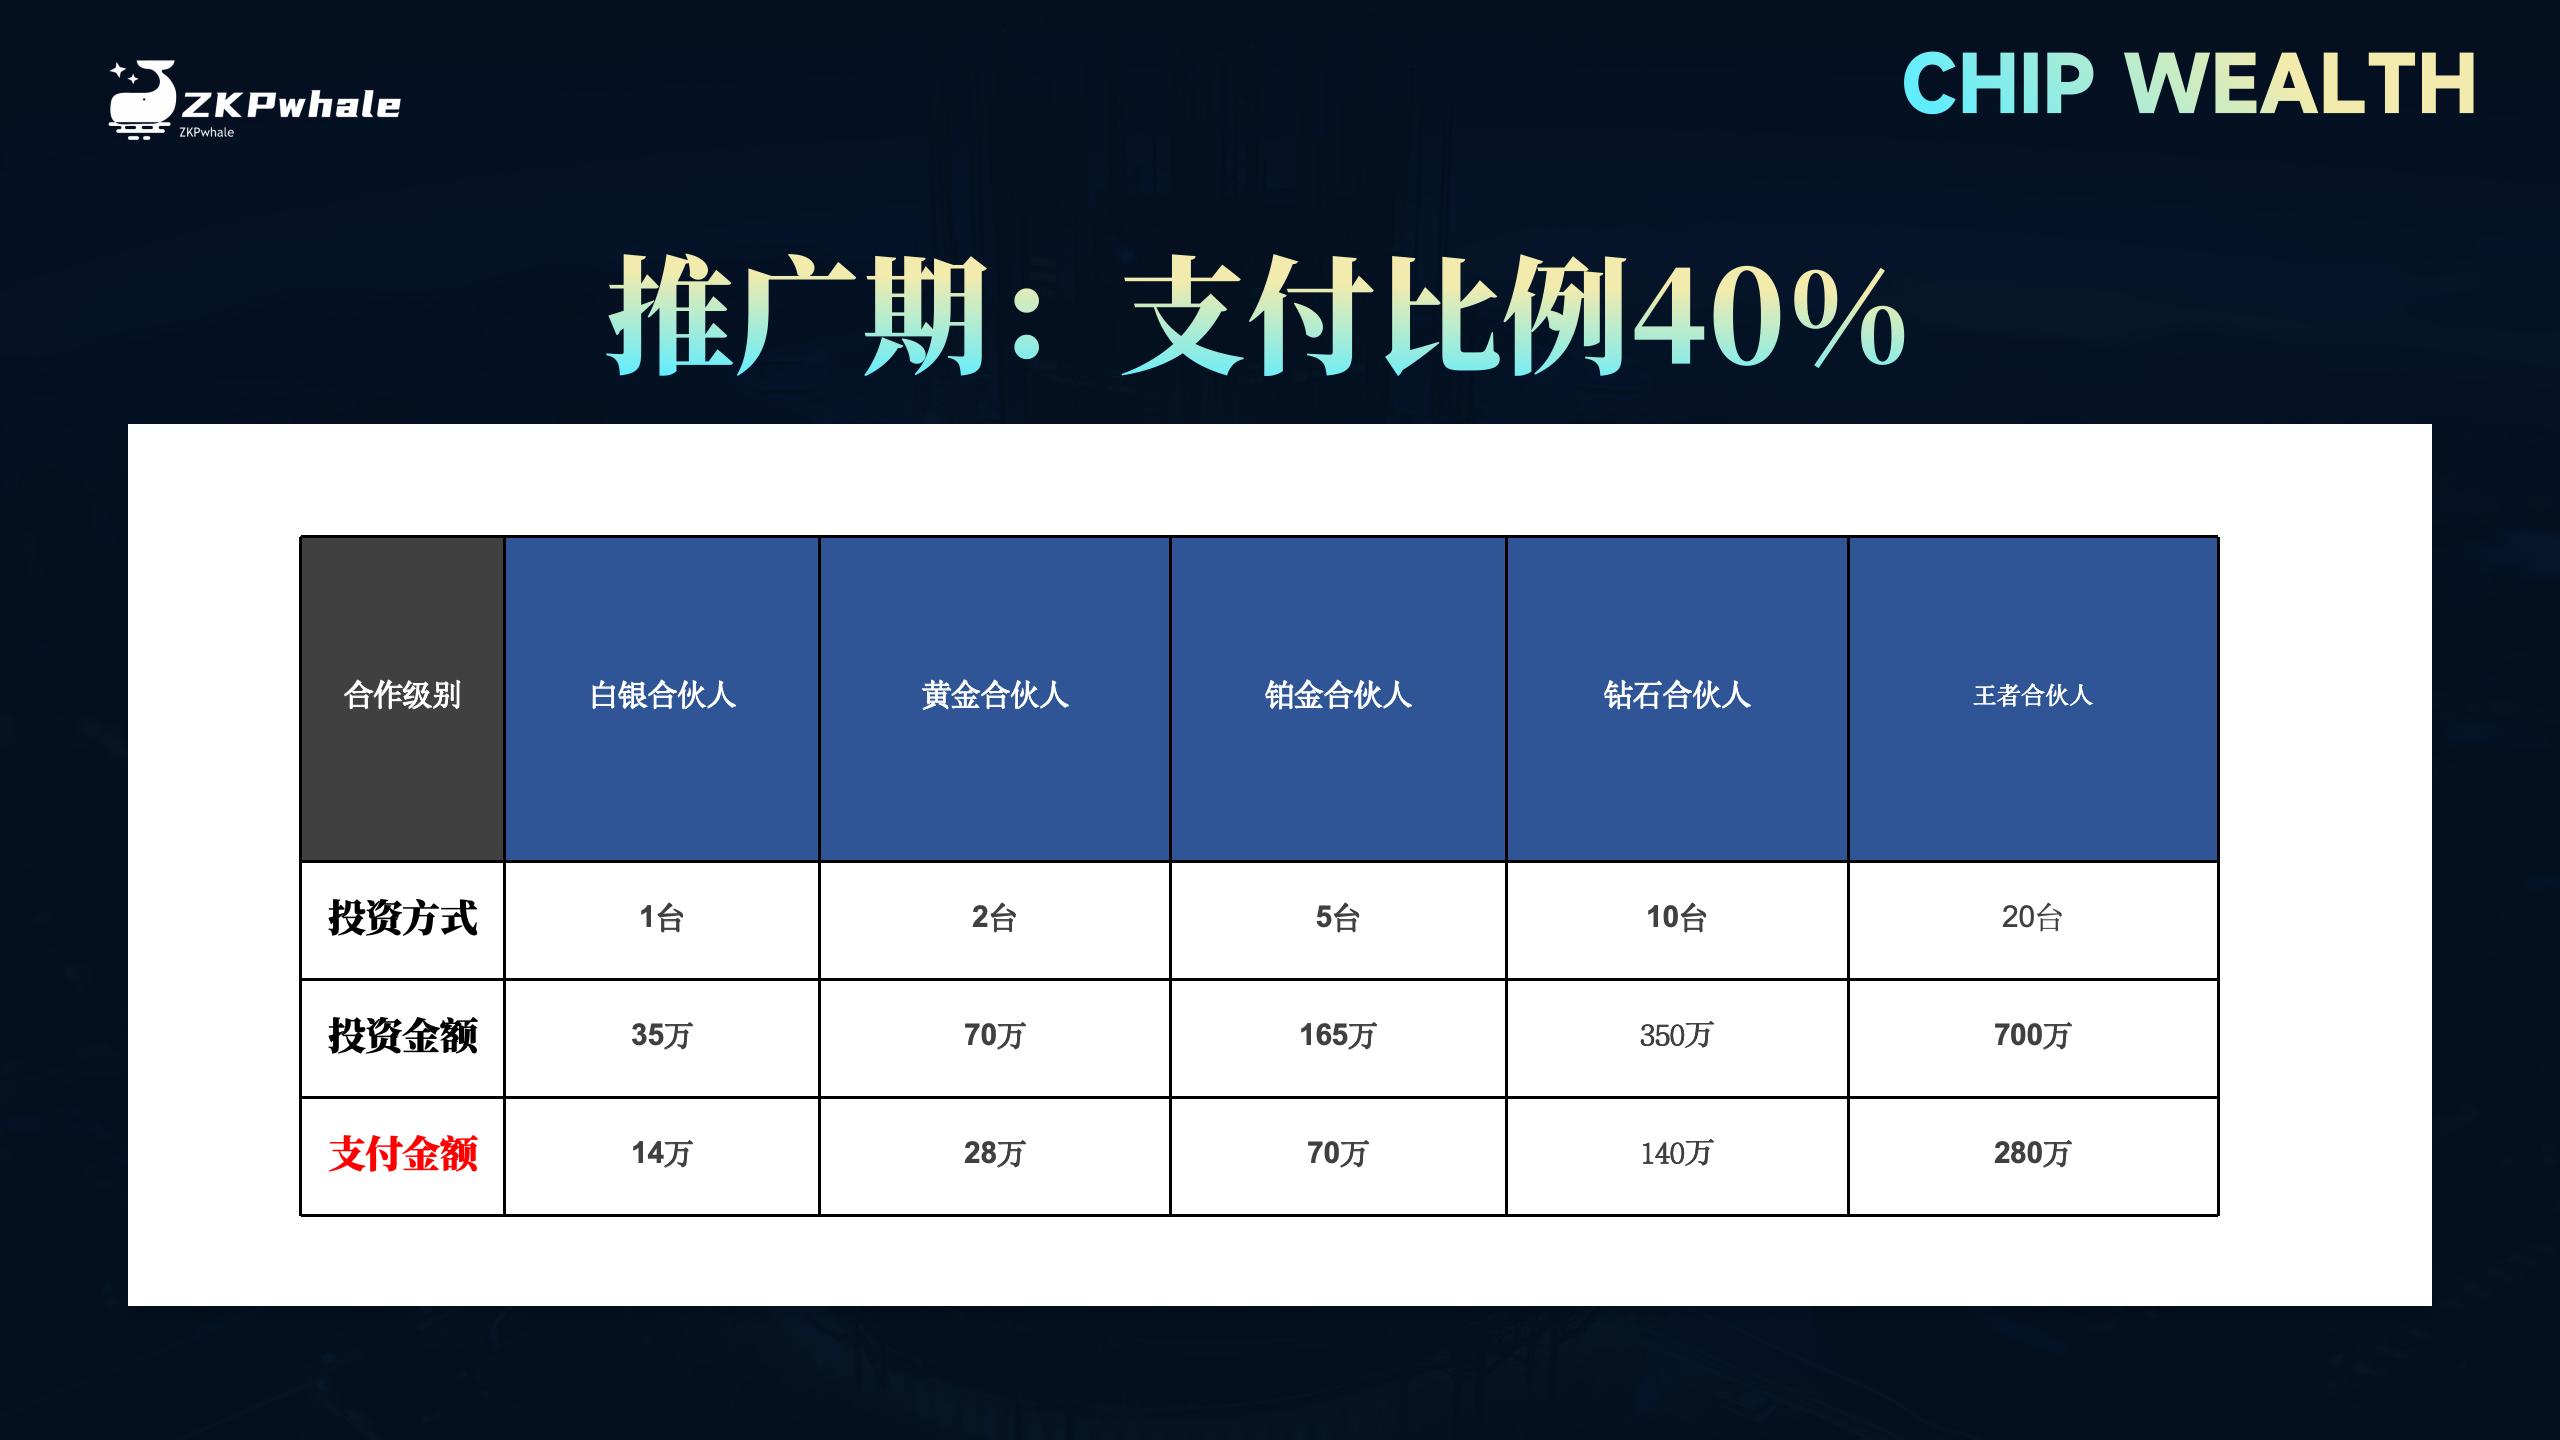 ZKPwhale
ZKPwhale
CHIP WEALTH
推广期：支付比例40%
合作级别 白银合伙人 黄金合伙人 铂金合伙人 钻石合伙人 王者合伙人
投资方式 1台 2台 5台 10台 20台
投资金额 35万 70万 165万 350万 700万
支付金额 14万 28万 70万 140万 280万